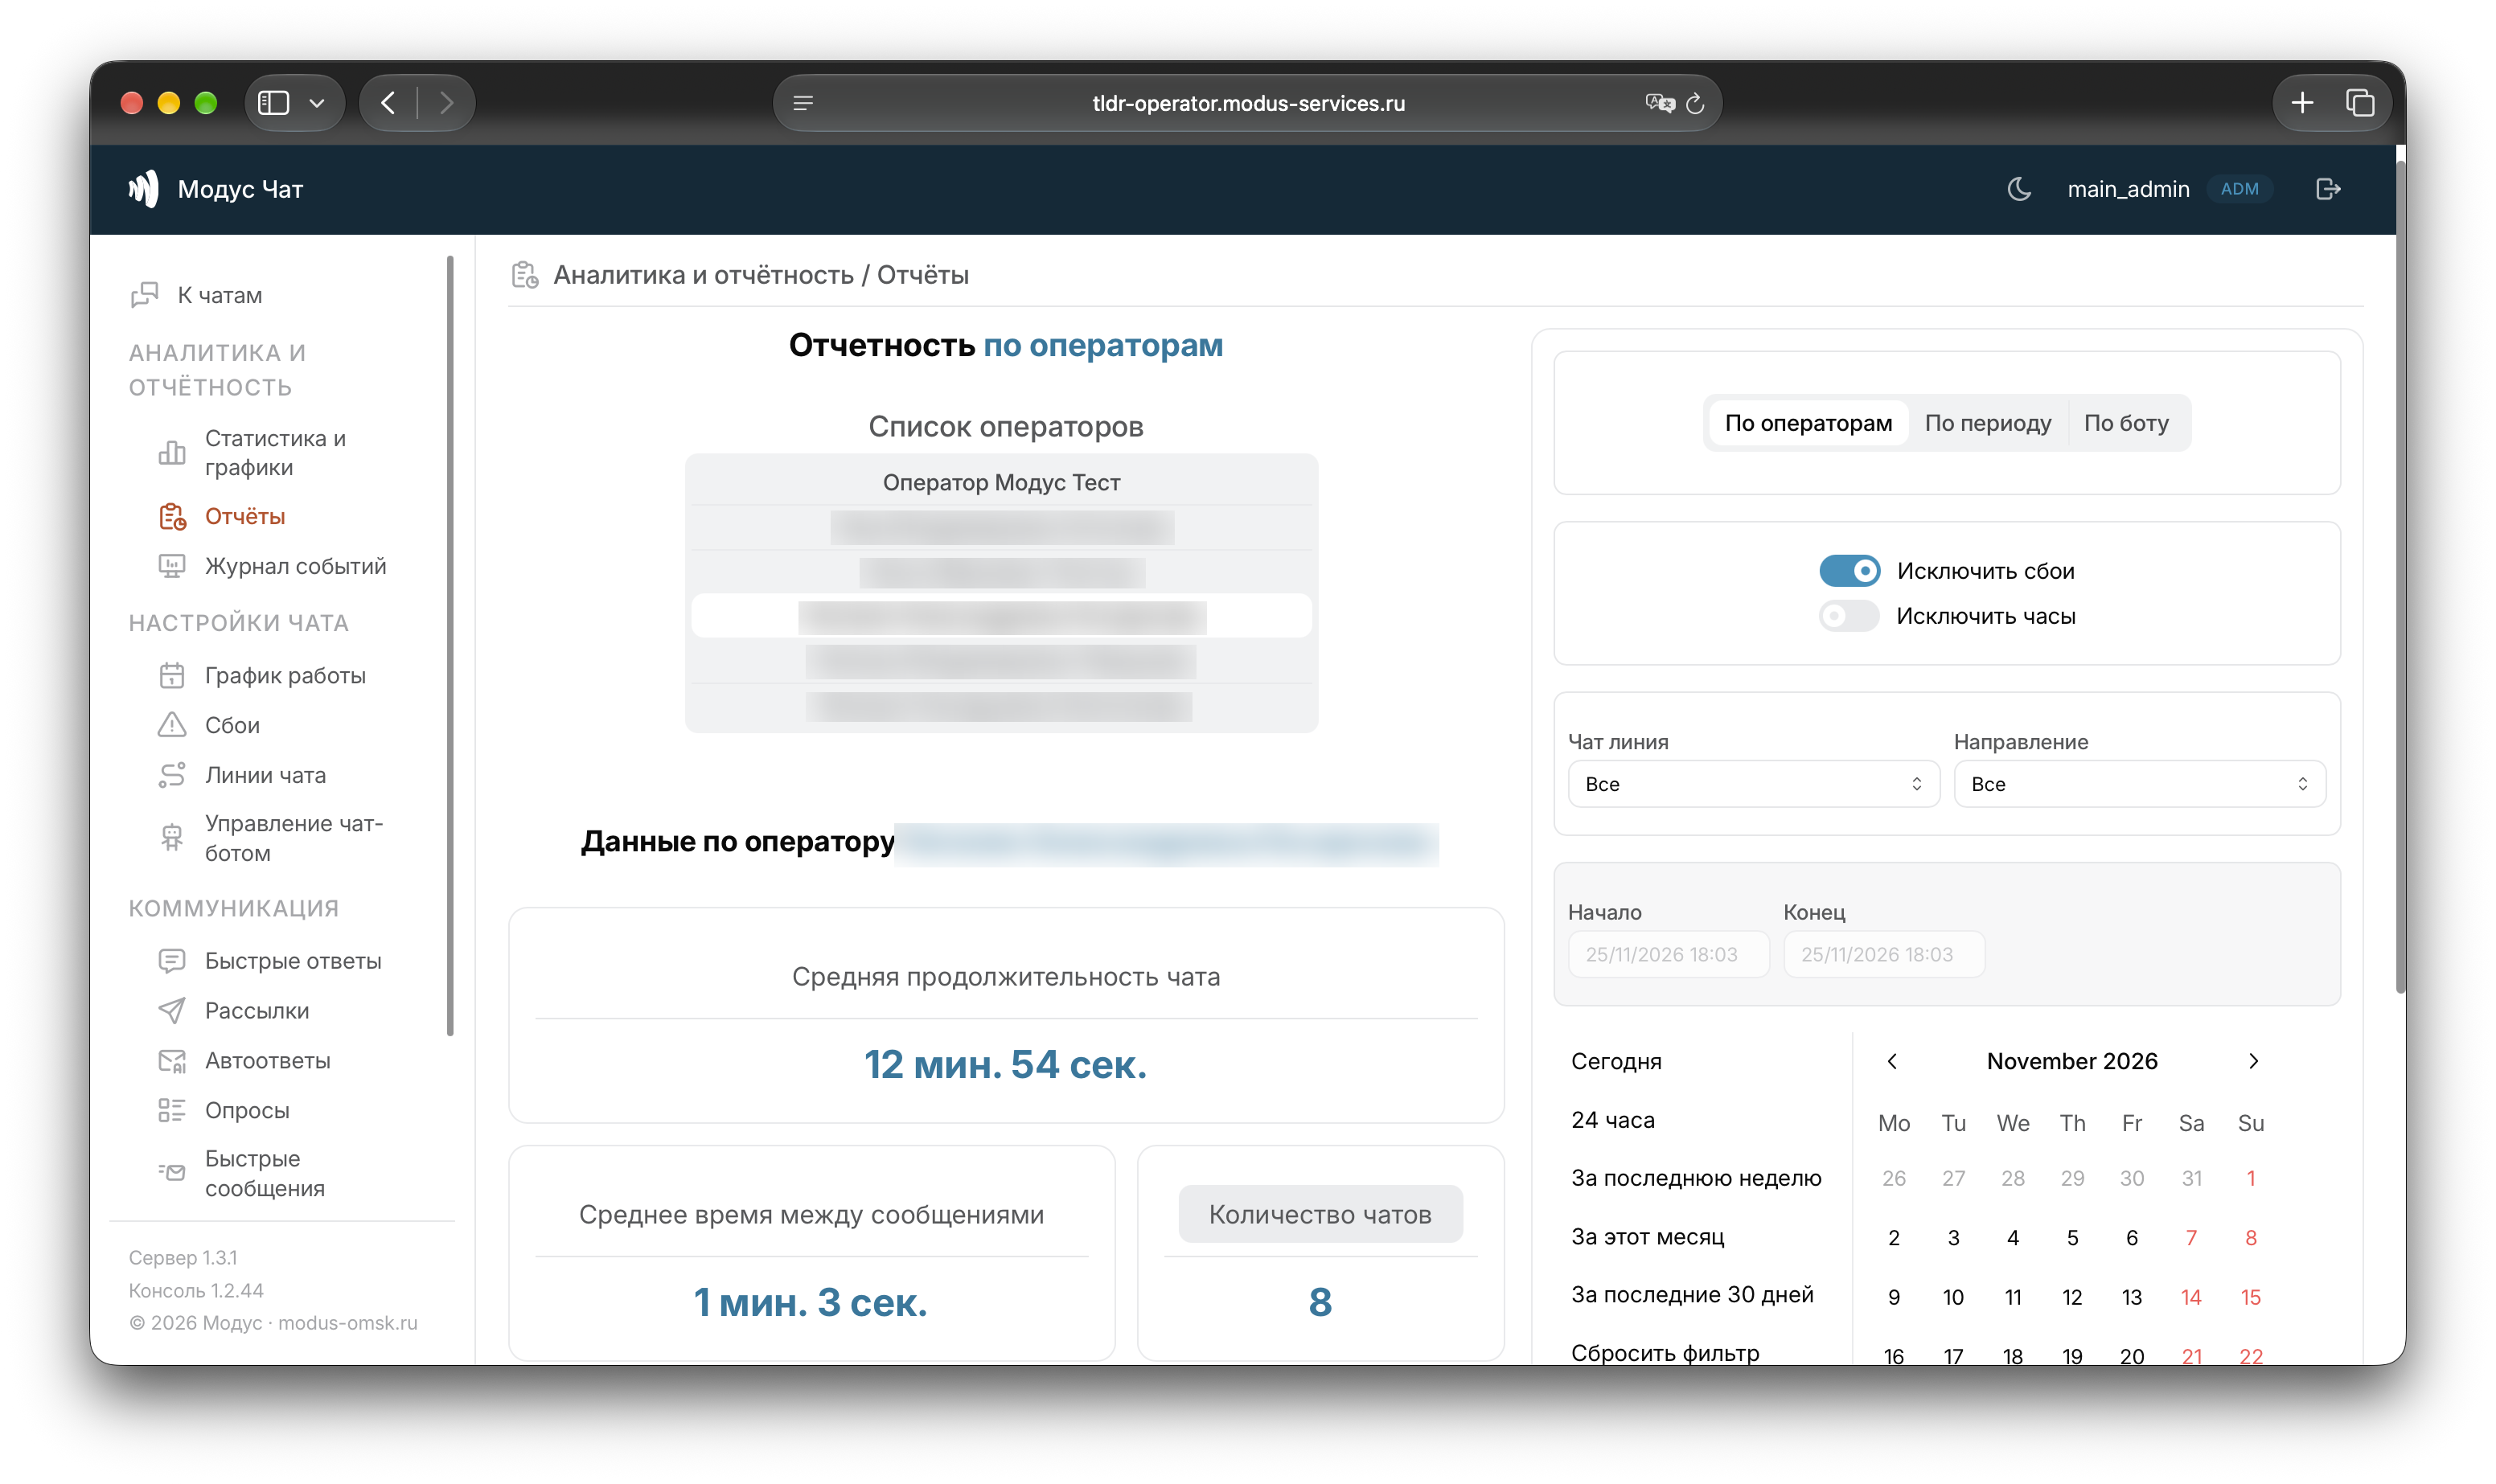 tldr-operator.modus-services.ru
Модус Чат
main_admin ADM
К чатам
АНАЛИТИКА И
ОТЧЁТНОСТЬ
Статистика и
графики
Отчёты
Журнал событий
НАСТРОЙКИ ЧАТА
График работы
Сбои
Линии чата
Управление чат-
ботом
КОММУНИКАЦИЯ
Быстрые ответы
Рассылки
Автоответы
Опросы
Быстрые
сообщения
Сервер 1.3.1
Консоль 1.2.44
© 2026 Модус · modus-omsk.ru
Аналитика и отчётность / Отчёты
Отчетность по операторам
Список операторов
Оператор Модус Тест
Данные по оператору
Средняя продолжительность чата
12 мин. 54 сек.
Среднее время между сообщениями
1 мин. 3 сек.
Количество чатов
8
По операторам По периоду По боту
Исключить сбои
Исключить часы
Чат линия Направление
Все Все
Начало Конец
25/11/2026 18:03 25/11/2026 18:03
Сегодня
24 часа
За последнюю неделю
За этот месяц
За последние 30 дней
Сбросить фильтр
November 2026
Mo Tu We Th Fr Sa Su
26 27 28 29 30 31 1
2 3 4 5 6 7 8
9 10 11 12 13 14 15
16 17 18 19 20 21 22